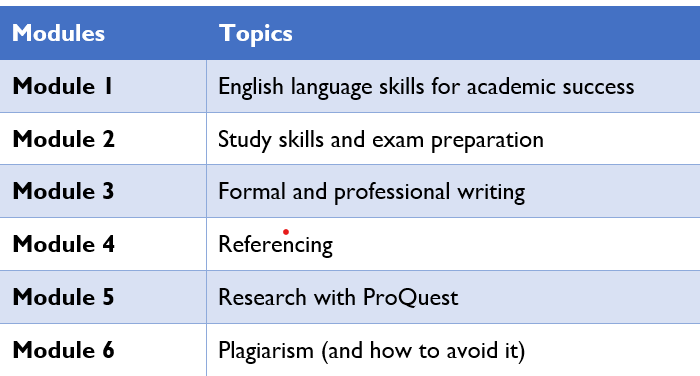 Modules Topics
Module 1 English language skills for academic success
Module 2 Study skills and exam preparation
Module 3 Formal and professional writing
Module 4 Referencing
Module 5 Research with ProQuest
Module 6 Plagiarism (and how to avoid it)